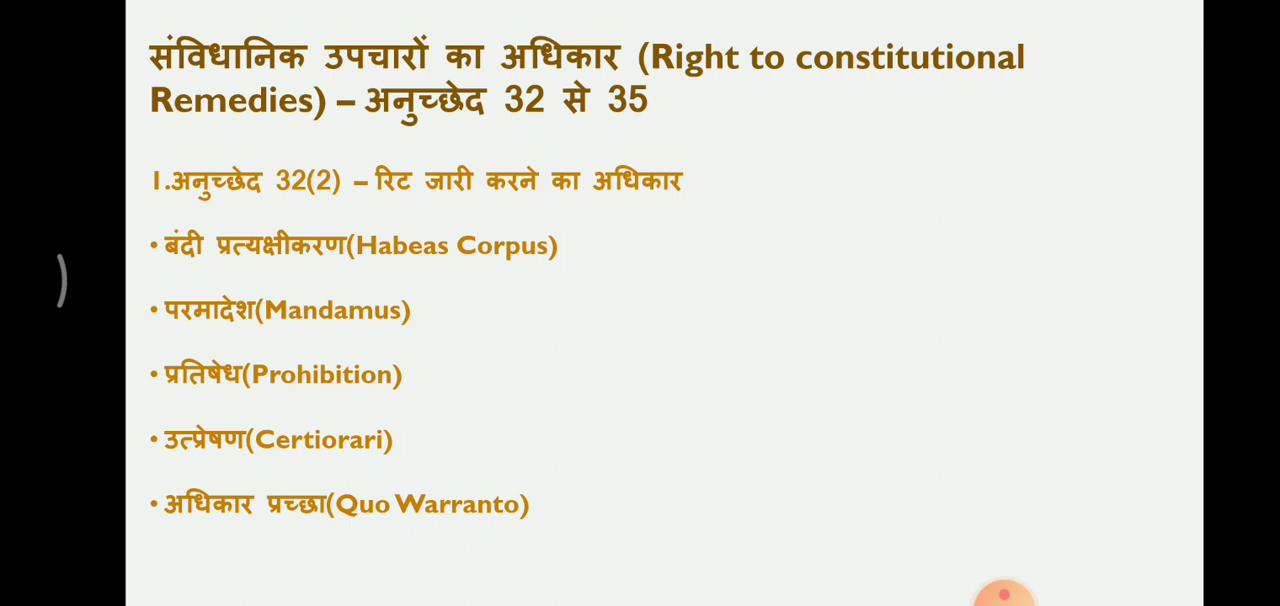 संविधानिक उपचारों का अधिकार (Right to constitutional
Remedies) – अनुच्छेद 32 से 35
1.अनुच्छेद 32(2) – रिट जारी करने का अधिकार
• बंदी प्रत्यक्षीकरण(Habeas Corpus)
• परमादेश(Mandamus)
• प्रतिषेध(Prohibition)
• उत्प्रेषण(Certiorari)
• अधिकार प्रच्छा(Quo Warranto)